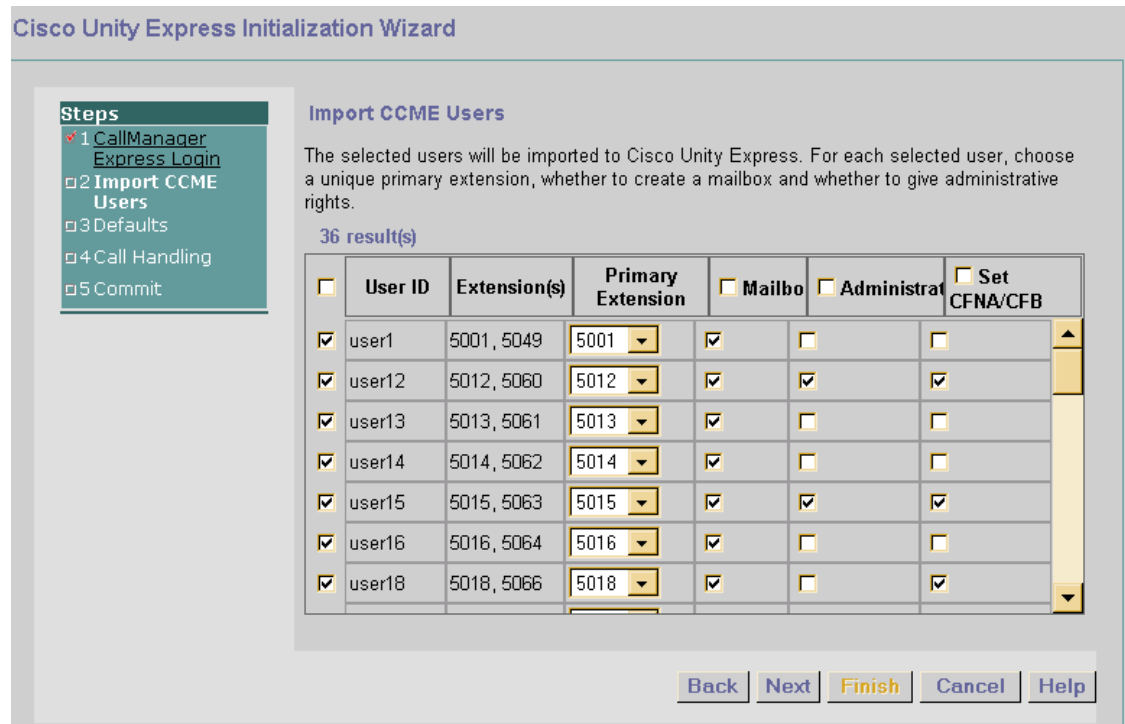 Cisco Unity Express Initialization Wizard
Steps
1 CallManager
Express Login
2 Import CCME
Users
3 Defaults
4 Call Handling
5 Commit
Import CCME Users
The selected users will be imported to Cisco Unity Express. For each selected user, choose
a unique primary extension, whether to create a mailbox and whether to give administrative
rights.
36 result(s)
User ID Extension(s) Primary Extension Mailbo Administrat Set CFNA/CFB
user1 5001, 5049 5001
user12 5012, 5060 5012
user13 5013, 5061 5013
user14 5014, 5062 5014
user15 5015, 5063 5015
user16 5016, 5064 5016
user18 5018, 5066 5018
Back Next Finish Cancel Help